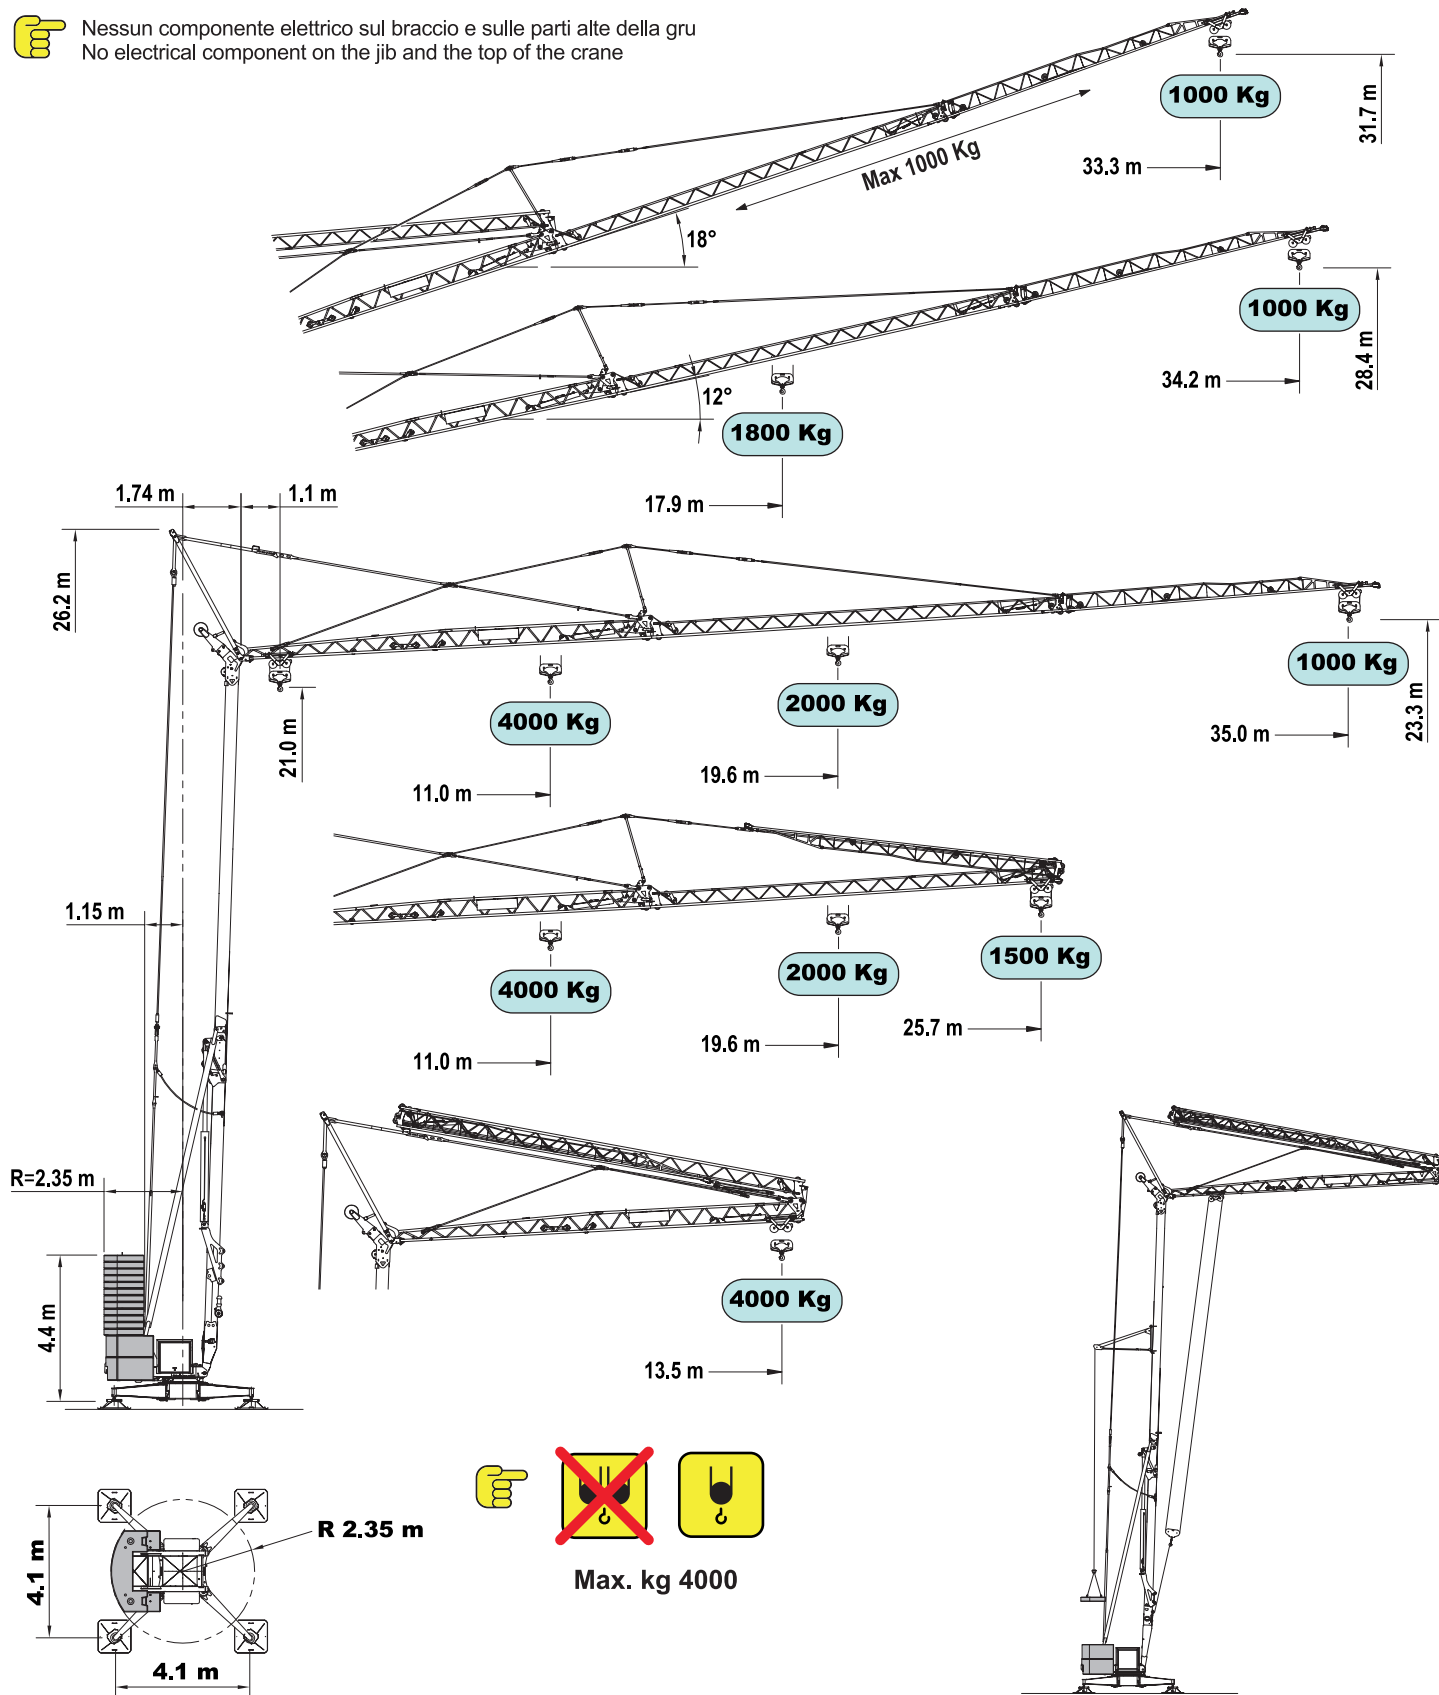 Nessun componente elettrico sul braccio e sulle parti alte della gru
No electrical component on the jib and the top of the crane
1000 Kg
31.7 m
33.3 m
Max 1000 Kg
18°
1000 Kg
28.4 m
34.2 m
12°
1800 Kg
17.9 m
1.74 m
1.1 m
26.2 m
21.0 m
4000 Kg
11.0 m
2000 Kg
19.6 m
1000 Kg
35.0 m
23.3 m
1.15 m
4000 Kg
11.0 m
2000 Kg
19.6 m
1500 Kg
25.7 m
R=2.35 m
4.4 m
4000 Kg
13.5 m
R 2.35 m
4.1 m
4.1 m
Max. kg 4000